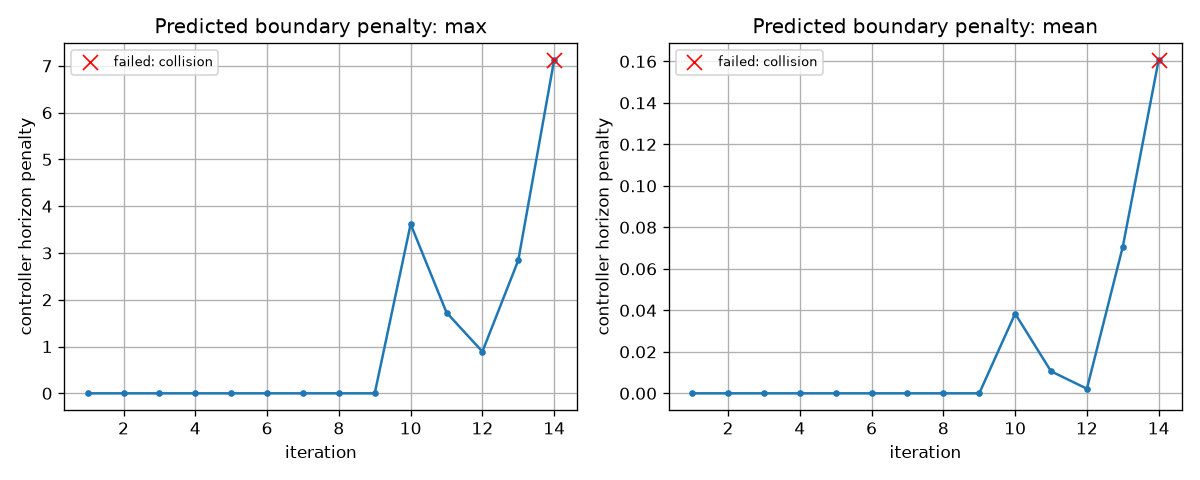 Predicted boundary penalty: max
failed: collision
controller horizon penalty
7
6
5
4
3
2
1
0
2 4 6 8 10 12 14
iteration
Predicted boundary penalty: mean
failed: collision
controller horizon penalty
0.16
0.14
0.12
0.10
0.08
0.06
0.04
0.02
0.00
2 4 6 8 10 12 14
iteration